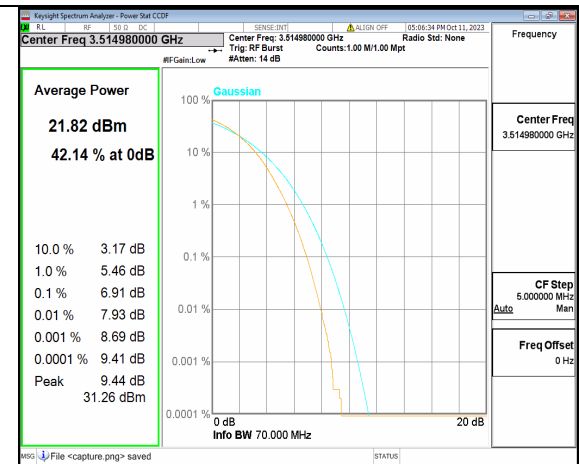 Keysight Spectrum Analyzer - Power Stat CCDF
RL RF 50 Ω DC SENSE:INT ALIGN OFF 05:06:34 PM Oct 11, 2023
Center Freq 3.514980000 GHz
Center Freq: 3.514980000 GHz Radio Std: None
Trig: RF Burst Counts:1.00 M/1.00 Mpt
#IFGain:Low #Atten: 14 dB
Frequency
Average Power
21.82 dBm
42.14 % at 0dB
10.0 % 3.17 dB
1.0 % 5.46 dB
0.1 % 6.91 dB
0.01 % 7.93 dB
0.001 % 8.69 dB
0.0001 % 9.41 dB
Peak 9.44 dB
31.26 dBm
Gaussian
100 %
10 %
1 %
0.1 %
0.01 %
0.001 %
0.0001 %
0 dB 20 dB
Info BW 70.000 MHz
Center Freq
3.514980000 GHz
CF Step
5.000000 MHz
Auto Man
Freq Offset
0 Hz
MSG File <capture.png> saved STATUS